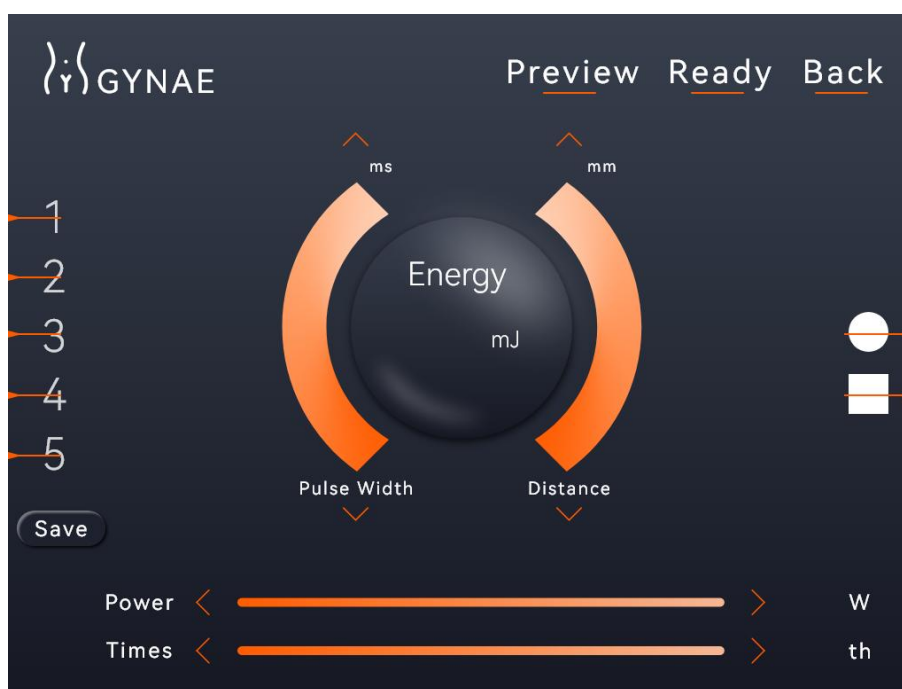 GYNAE
Preview Ready Back
ms
mm
1
2
3
4
5
Energy
mJ
Pulse Width
Distance
Save
Power
W
Times
th